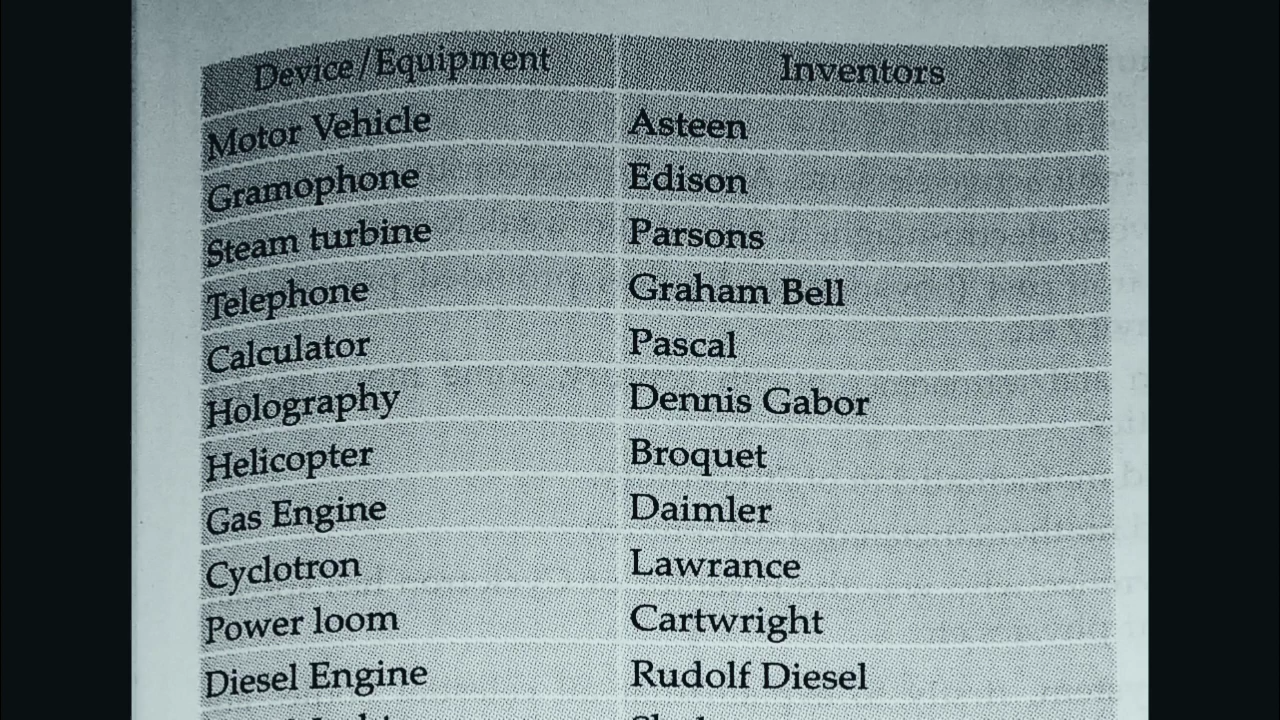 Device/Equipment Inventors
Motor Vehicle Asteen
Gramophone Edison
Steam turbine Parsons
Telephone Graham Bell
Calculator Pascal
Holography Dennis Gabor
Helicopter Broquet
Gas Engine Daimler
Cyclotron Lawrance
Power loom Cartwright
Diesel Engine Rudolf Diesel